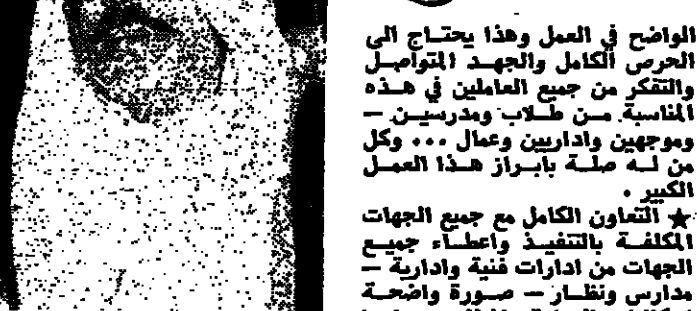 الواضح في العمل وهذا يحتاج الى
الحرص الكامل والجهد المتواصل
والتفكر من جميع العاملين في هذه
المناسبة من طلاب ومدرسين —
وموجهين واداريين وعمال ... وكل
من له صلة بابراز هذا العمل
الكبير .
★ التعاون الكامل مع جميع الجهات
المكلفة بالتنفيذ واعطاء جميع
الجهات من ادارات فنية وادارية —
مدارس ونظار — صورة واضحة